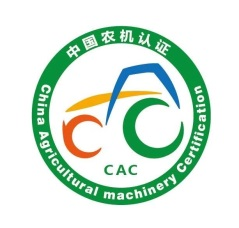 中国农机认证
CAC
China Agricultural machinery Certification